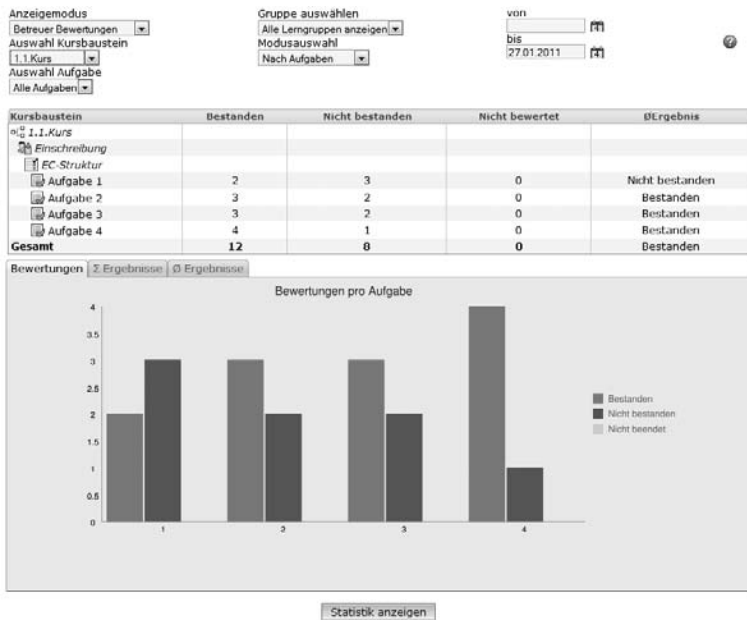 Anzeigemodus Gruppe auswählen von
Betreuer Bewertungen Alle Lerngruppen anzeigen
Auswahl Kursbaustein Modusauswahl bis
1.1.Kurs Nach Aufgaben 27.01.2011
Auswahl Aufgabe
Alle Aufgaben
Kursbaustein Bestanden Nicht bestanden Nicht bewertet ØErgebnis
1.1.Kurs
Einschreibung
EC-Struktur
Aufgabe 1 2 3 0 Nicht bestanden
Aufgabe 2 3 2 0 Bestanden
Aufgabe 3 3 2 0 Bestanden
Aufgabe 4 4 1 0 Bestanden
Gesamt 12 8 0 Bestanden
Bewertungen Σ Ergebnisse Ø Ergebnisse
Bewertungen pro Aufgabe
4
3.5
3
2.5
2
1.5
1
0.5
0
1 2 3 4
Bestanden
Nicht bestanden
Nicht beendet
Statistik anzeigen